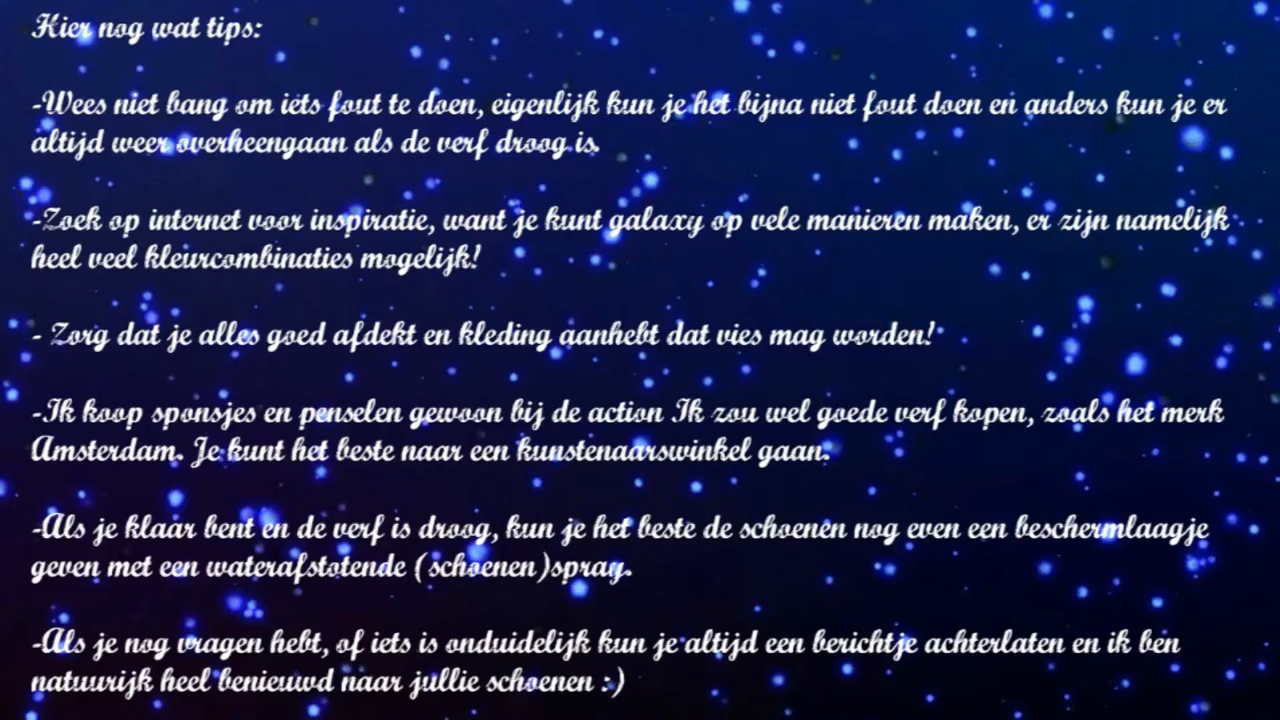 Hier nog wat tips:
-Wees niet bang om iets fout te doen, eigenlijk kun je het bijna niet fout doen en anders kun je er
altijd weer overheengaan als de verf droog is.
-Zoek op internet voor inspiratie, want je kunt galaxy op vele manieren maken, er zijn namelijk
heel veel kleurcombinaties mogelijk!
- Zorg dat je alles goed afdekt en kleding aanhebt dat vies mag worden!
-Ik koop sponsjes en penselen gewoon bij de action Ik zou wel goede verf kopen, zoals het merk
Amsterdam. Je kunt het beste naar een kunstenaarswinkel gaan.
-Als je klaar bent en de verf is droog, kun je het beste de schoenen nog even een beschermlaagje
geven met een waterafstotende (schoenen)spray.
-Als je nog vragen hebt, of iets is onduidelijk kun je altijd een berichtje achterlaten en ik ben
natuurijk heel benieuwd naar jullie schoenen :)